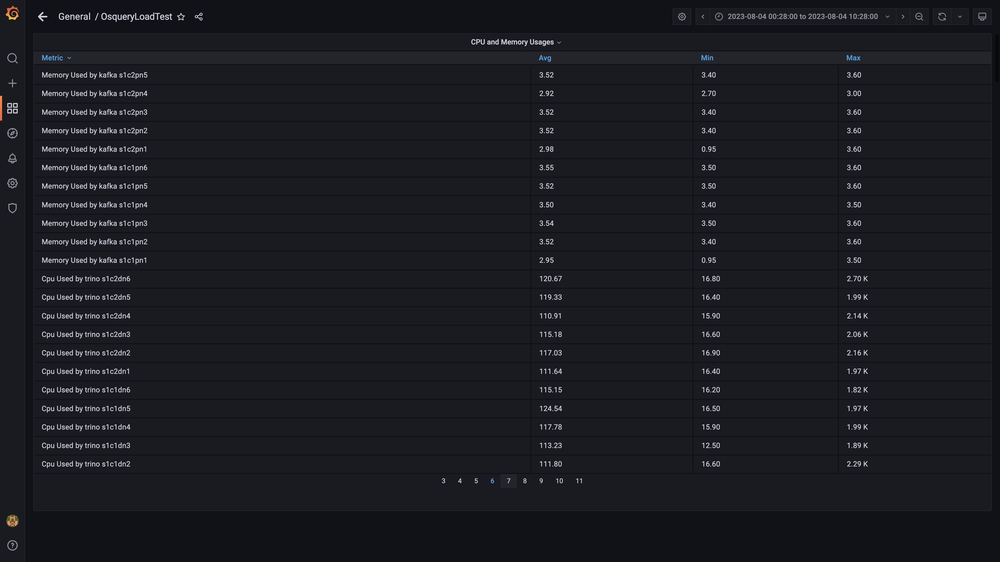 General / OsqueryLoadTest
2023-08-04 00:28:00 to 2023-08-04 10:28:00
CPU and Memory Usages
Metric Avg Min Max
Memory Used by kafka s1c2pn5 3.52 3.40 3.60
Memory Used by kafka s1c2pn4 2.92 2.70 3.00
Memory Used by kafka s1c2pn3 3.52 3.40 3.60
Memory Used by kafka s1c2pn2 3.52 3.40 3.60
Memory Used by kafka s1c2pn1 2.98 0.95 3.60
Memory Used by kafka s1c1pn6 3.55 3.50 3.60
Memory Used by kafka s1c1pn5 3.52 3.50 3.60
Memory Used by kafka s1c1pn4 3.50 3.40 3.50
Memory Used by kafka s1c1pn3 3.54 3.50 3.60
Memory Used by kafka s1c1pn2 3.52 3.40 3.60
Memory Used by kafka s1c1pn1 2.95 0.95 3.50
Cpu Used by trino s1c2dn6 120.67 16.80 2.70 K
Cpu Used by trino s1c2dn5 119.33 16.40 1.99 K
Cpu Used by trino s1c2dn4 110.91 15.90 2.14 K
Cpu Used by trino s1c2dn3 115.18 16.60 2.06 K
Cpu Used by trino s1c2dn2 117.03 16.90 2.16 K
Cpu Used by trino s1c2dn1 111.64 16.40 1.97 K
Cpu Used by trino s1c1dn6 115.15 16.20 1.82 K
Cpu Used by trino s1c1dn5 124.54 16.50 1.97 K
Cpu Used by trino s1c1dn4 117.78 15.90 1.99 K
Cpu Used by trino s1c1dn3 113.23 12.50 1.89 K
Cpu Used by trino s1c1dn2 111.80 16.60 2.29 K
3 4 5 6 7 8 9 10 11